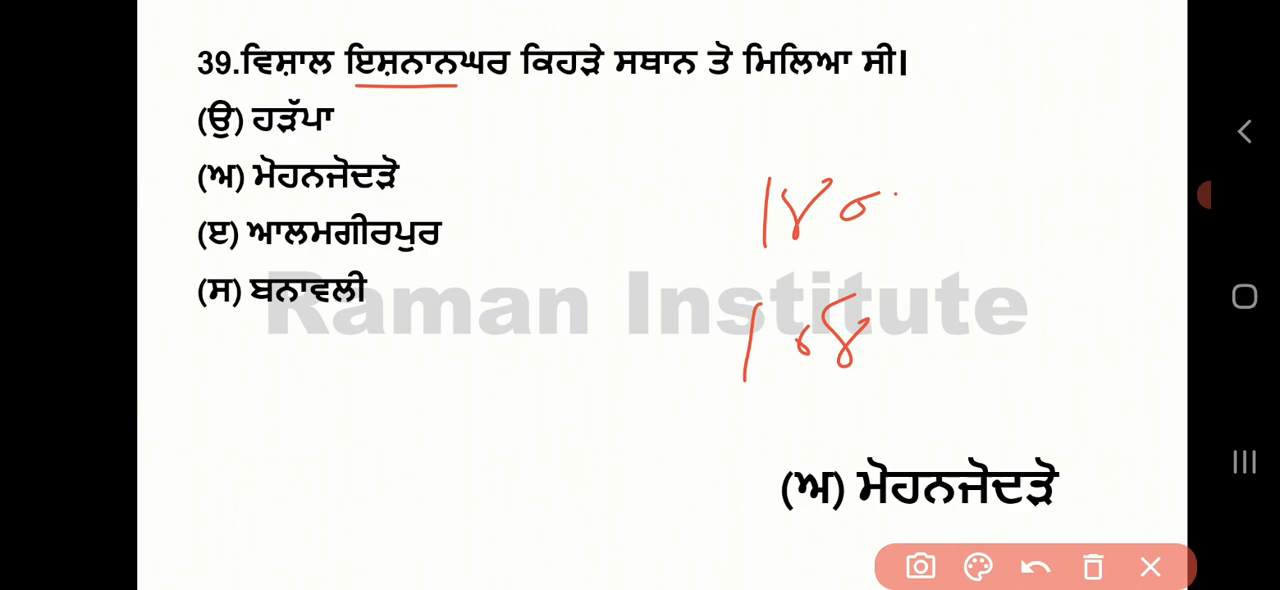 39.ਵਿਸ਼ਾਲ ਇਸ਼ਨਾਨਘਰ ਕਿਹੜੇ ਸਥਾਨ ਤੋ ਮਿਲਿਆ ਸੀ।
(ੳ) ਹੜੱਪਾ
(ਅ) ਮੋਹਨਜੋਦੜੋ
(ੲ) ਆਲਮਗੀਰਪੁਰ
(ਸ) ਬਨਾਵਲੀ
Raman Institute
(ਅ) ਮੋਹਨਜੋਦੜੋ